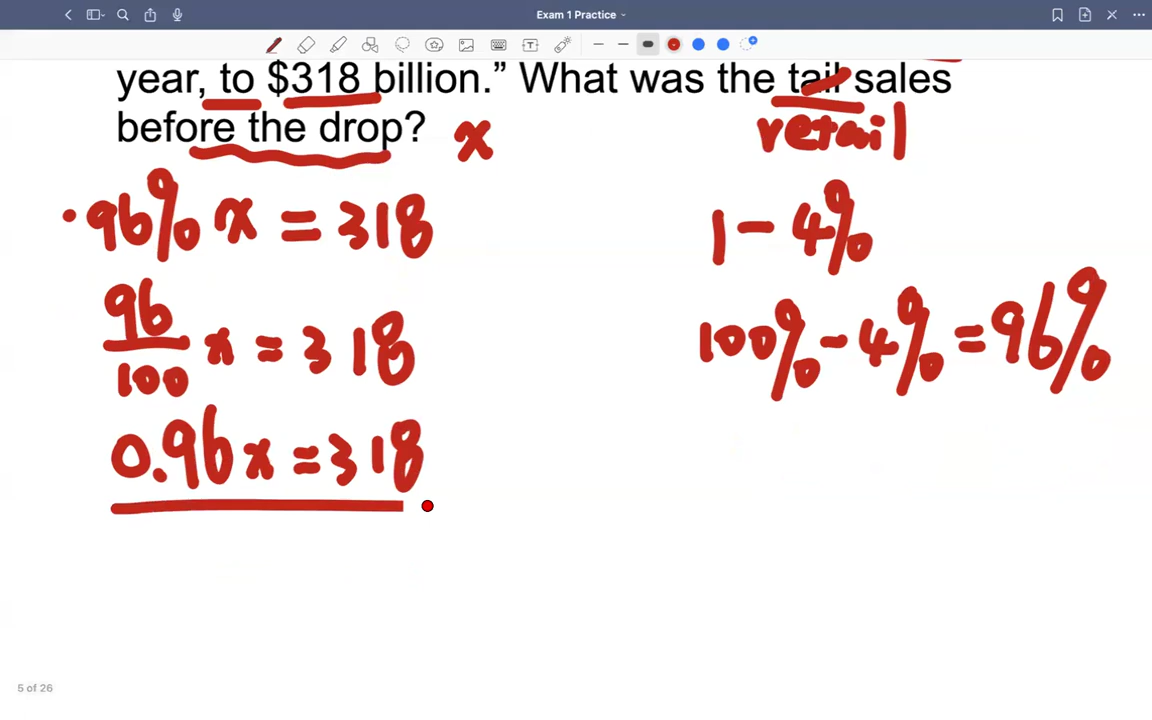 Exam 1 Practice
year, to $318 billion.” What was the tail sales
before the drop? x
retail
96% x = 318
1 - 4%
96/100 x = 318
100% - 4% = 96%
0.96x = 318
5 of 26